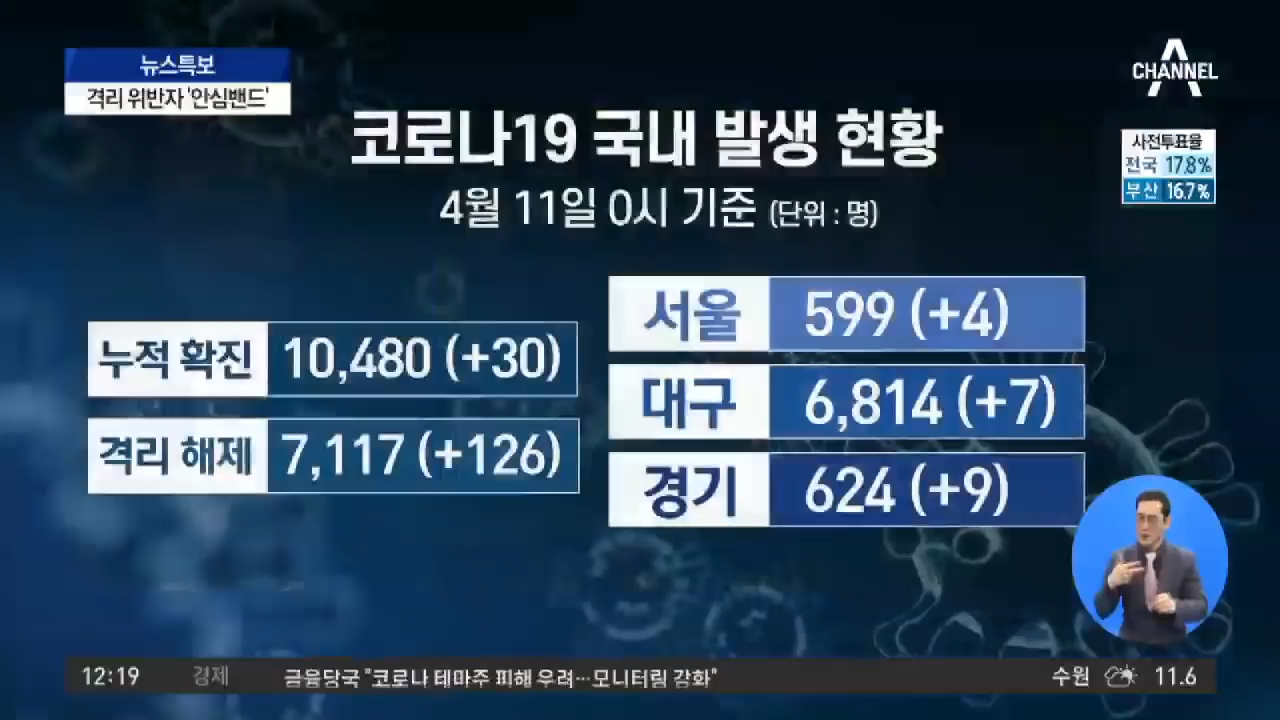 뉴스특보
격리 위반자 '안심밴드'
CHANNEL A
사전투표율
전국 17.8%
부산 16.7%
코로나19 국내 발생 현황
4월 11일 0시 기준 (단위 : 명)
누적 확진 10,480 (+30)
격리 해제 7,117 (+126)
서울 599 (+4)
대구 6,814 (+7)
경기 624 (+9)
12:19 경제 금융당국 "코로나 테마주 피해 우려…모니터링 강화" 수원 11.6